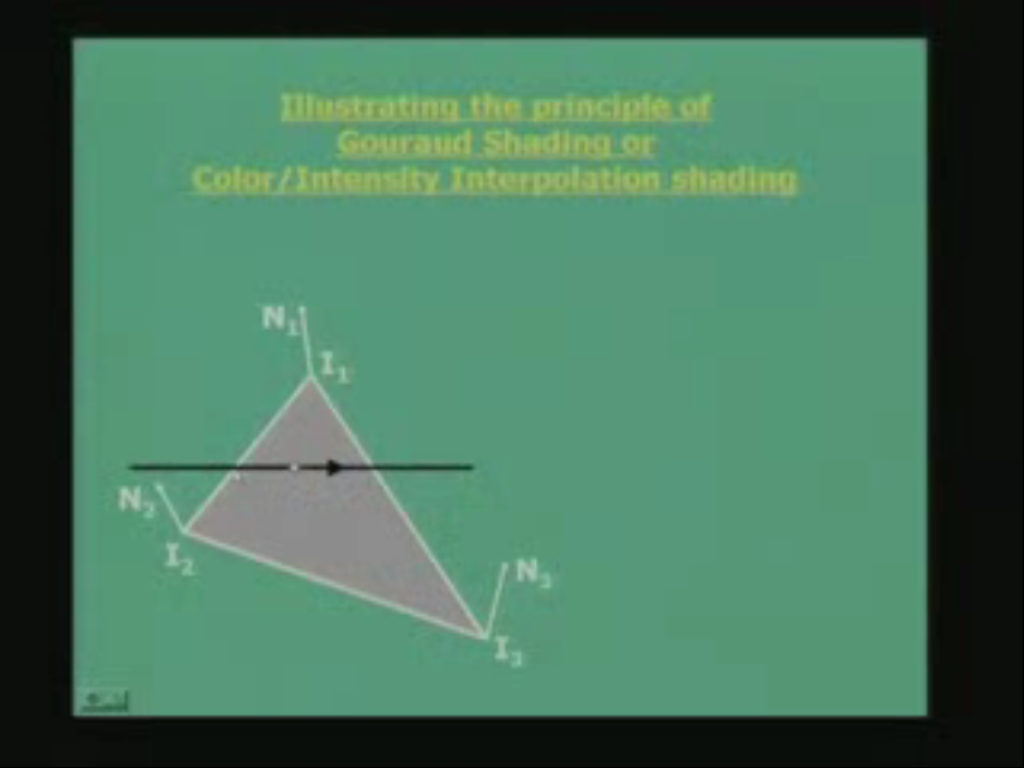 Illustrating the principle of
Gouraud Shading or
Color/Intensity Interpolation shading
N1
I1
N2
I2
N3
I3